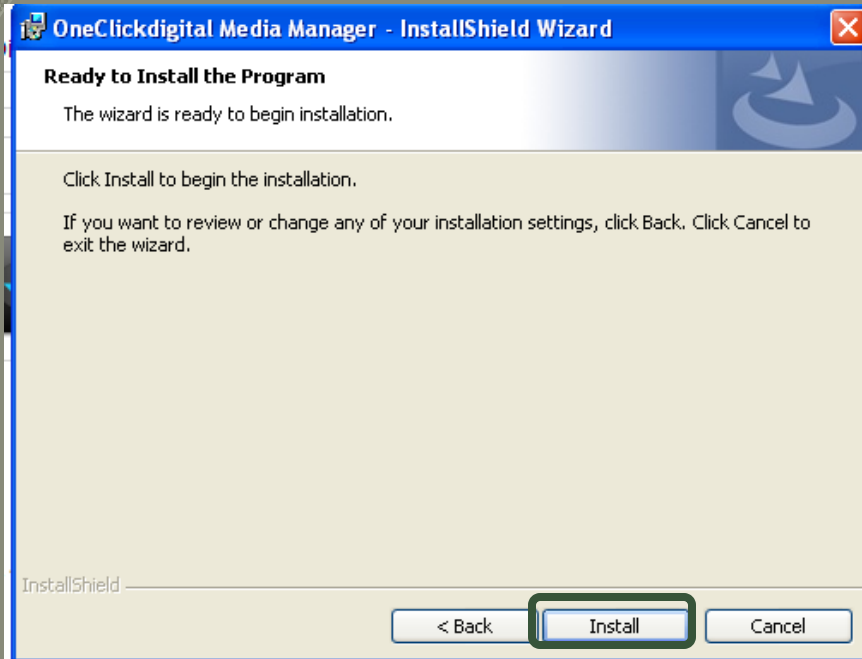 OneClickdigital Media Manager - InstallShield Wizard
Ready to Install the Program
The wizard is ready to begin installation.
Click Install to begin the installation.
If you want to review or change any of your installation settings, click Back. Click Cancel to
exit the wizard.
InstallShield
< Back Install Cancel